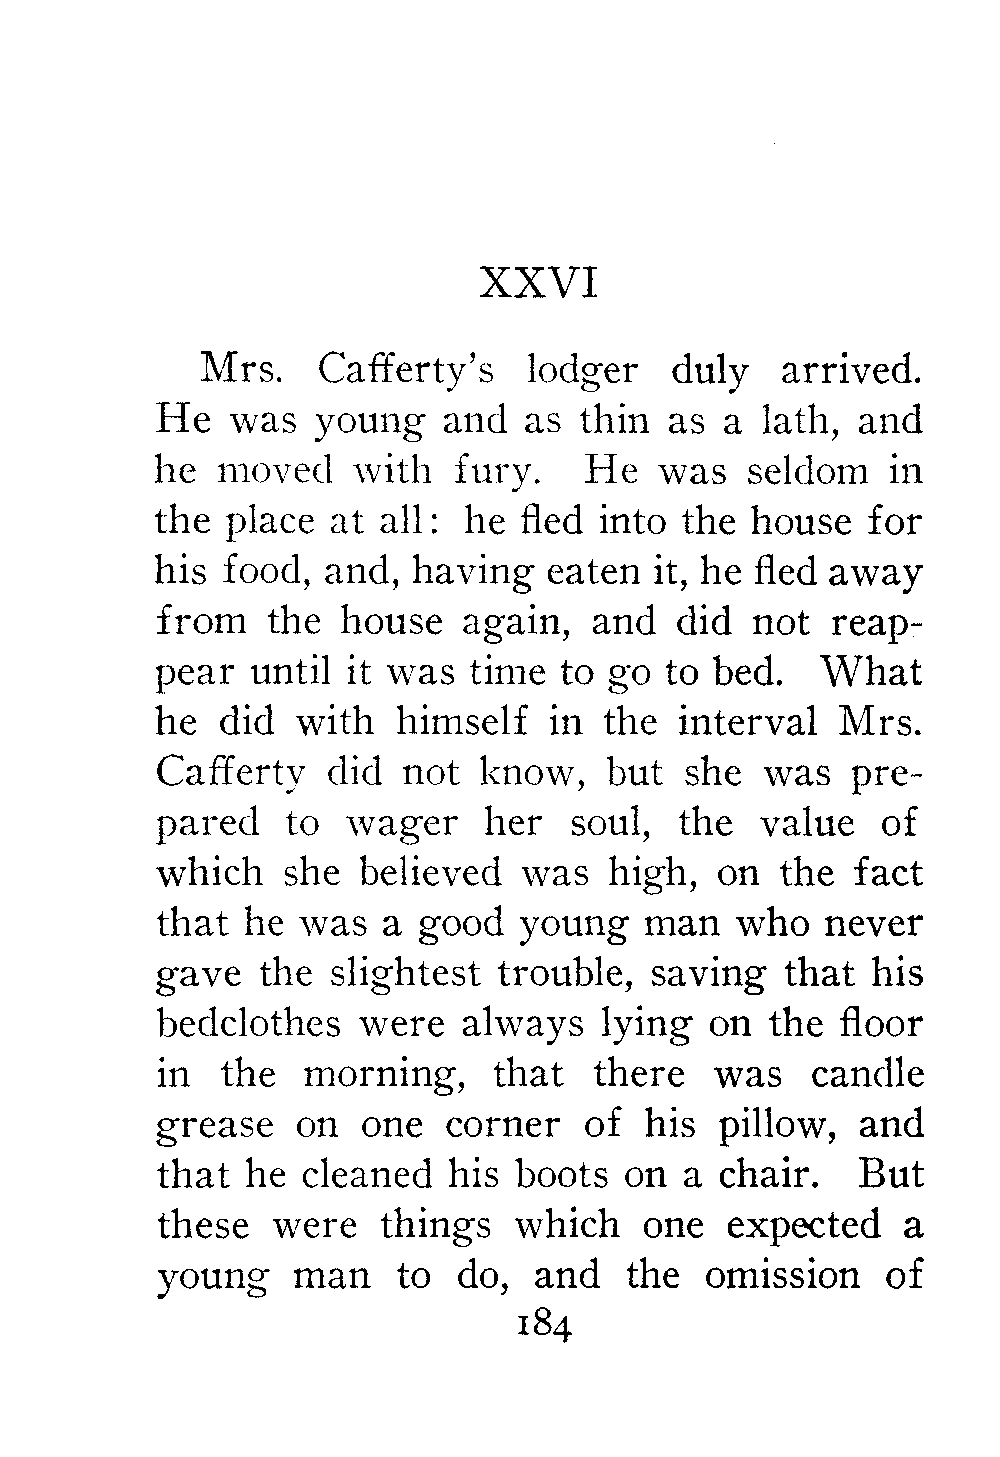 XXVI
Mrs. Cafferty's lodger duly arrived.
He was young and as thin as a lath, and
he moved with fury. He was seldom in
the place at all: he fled into the house for
his food, and, having eaten it, he fled away
from the house again, and did not reap-
pear until it was time to go to bed. What
he did with himself in the interval Mrs.
Cafferty did not know, but she was pre-
pared to wager her soul, the value of
which she believed was high, on the fact
that he was a good young man who never
gave the slightest trouble, saving that his
bedclothes were always lying on the floor
in the morning, that there was candle
grease on one corner of his pillow, and
that he cleaned his boots on a chair. But
these were things which one expected a
young man to do, and the omission of
184